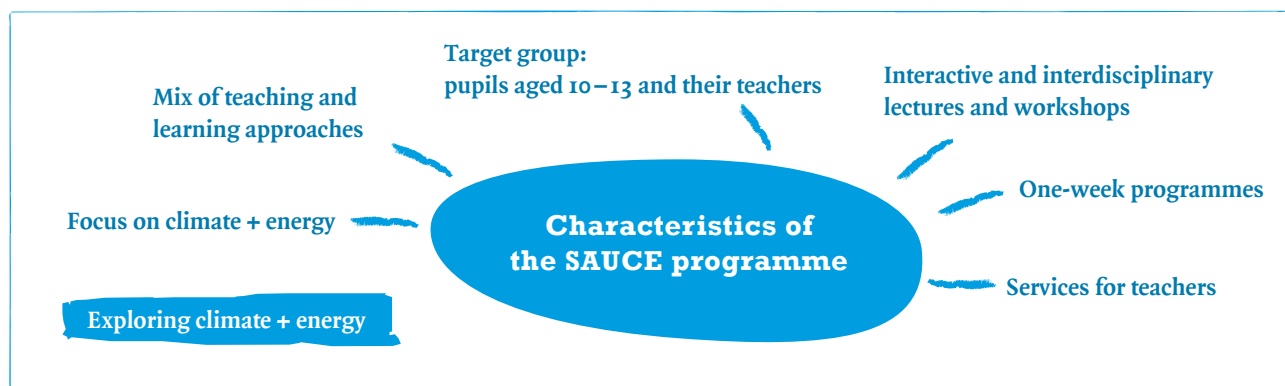 Target group:
pupils aged 10–13 and their teachers
Mix of teaching and
learning approaches
Interactive and interdisciplinary
lectures and workshops
Focus on climate + energy
Characteristics of
the SAUCE programme
One-week programmes
Services for teachers
Exploring climate + energy